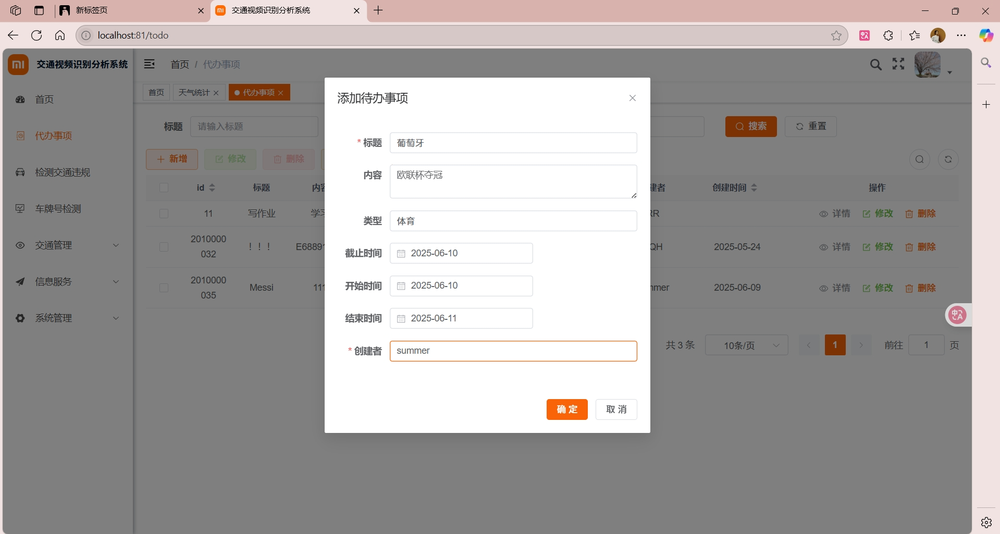 新标签页
交通视频识别分析系统
localhost:81/todo
mi 交通视频识别分析系统
首页 / 代办事项
首页
天气统计
代办事项
首页
代办事项
检测交通违规
车牌号检测
交通管理
信息服务
系统管理
标题 请输入标题
搜索 重置
新增 修改 删除
id 标题 创建时间 操作
11 写作业 学习 详情 修改 删除
2010000032 ！！！ E6889 QH 2025-05-24 详情 修改 删除
2010000035 Messi 111 mmer 2025-06-09 详情 修改 删除
共 3 条 10条/页 1 前往 1 页
添加待办事项
* 标题 葡萄牙
内容 欧联杯夺冠
类型 体育
截止时间 2025-06-10
开始时间 2025-06-10
结束时间 2025-06-11
* 创建者 summer
确 定 取 消